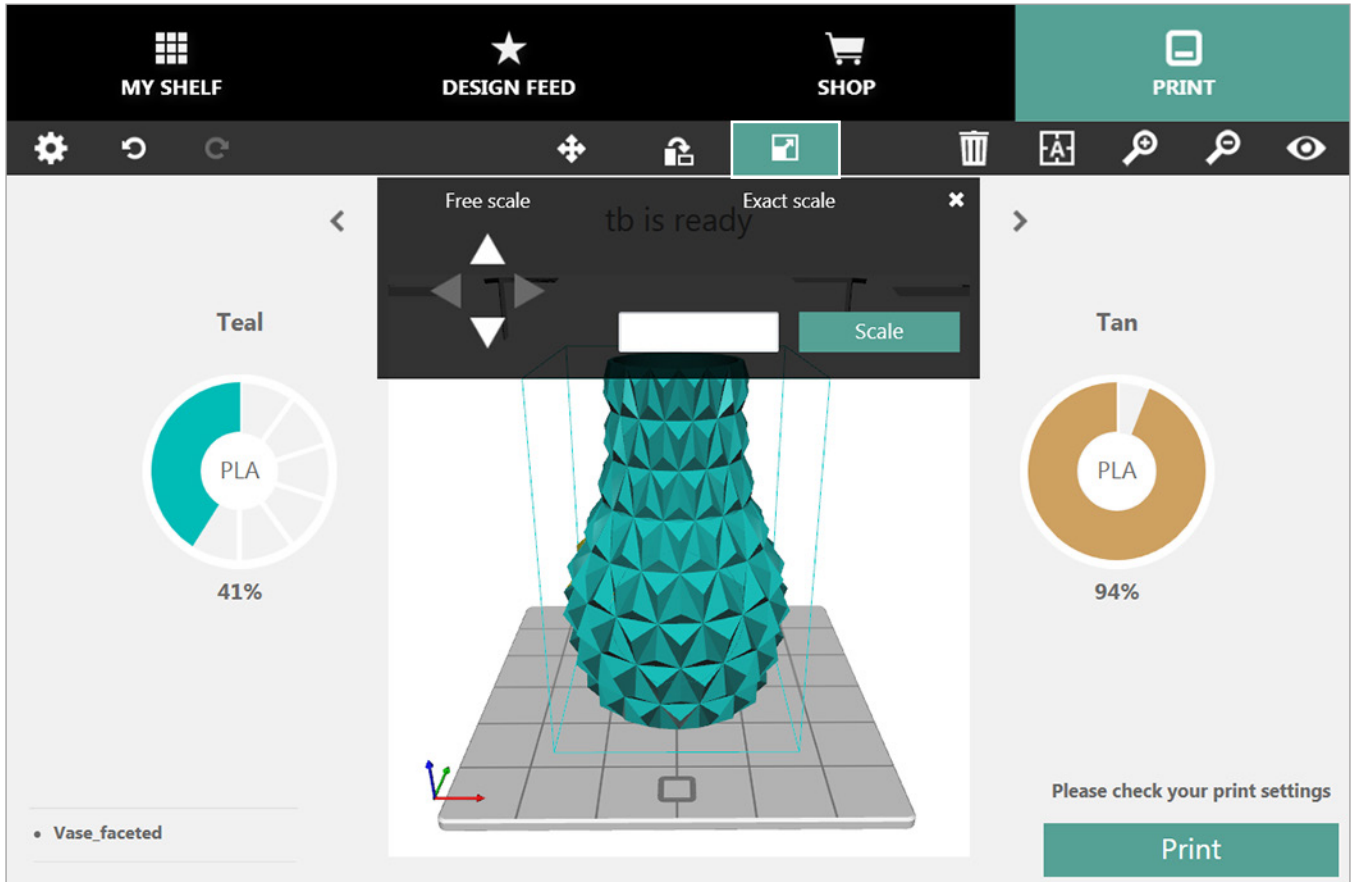 MY SHELF
DESIGN FEED
SHOP
PRINT
A
Free scale
Exact scale
tb is ready
Scale
Teal
PLA
41%
Tan
PLA
94%
Vase_faceted
Please check your print settings
Print